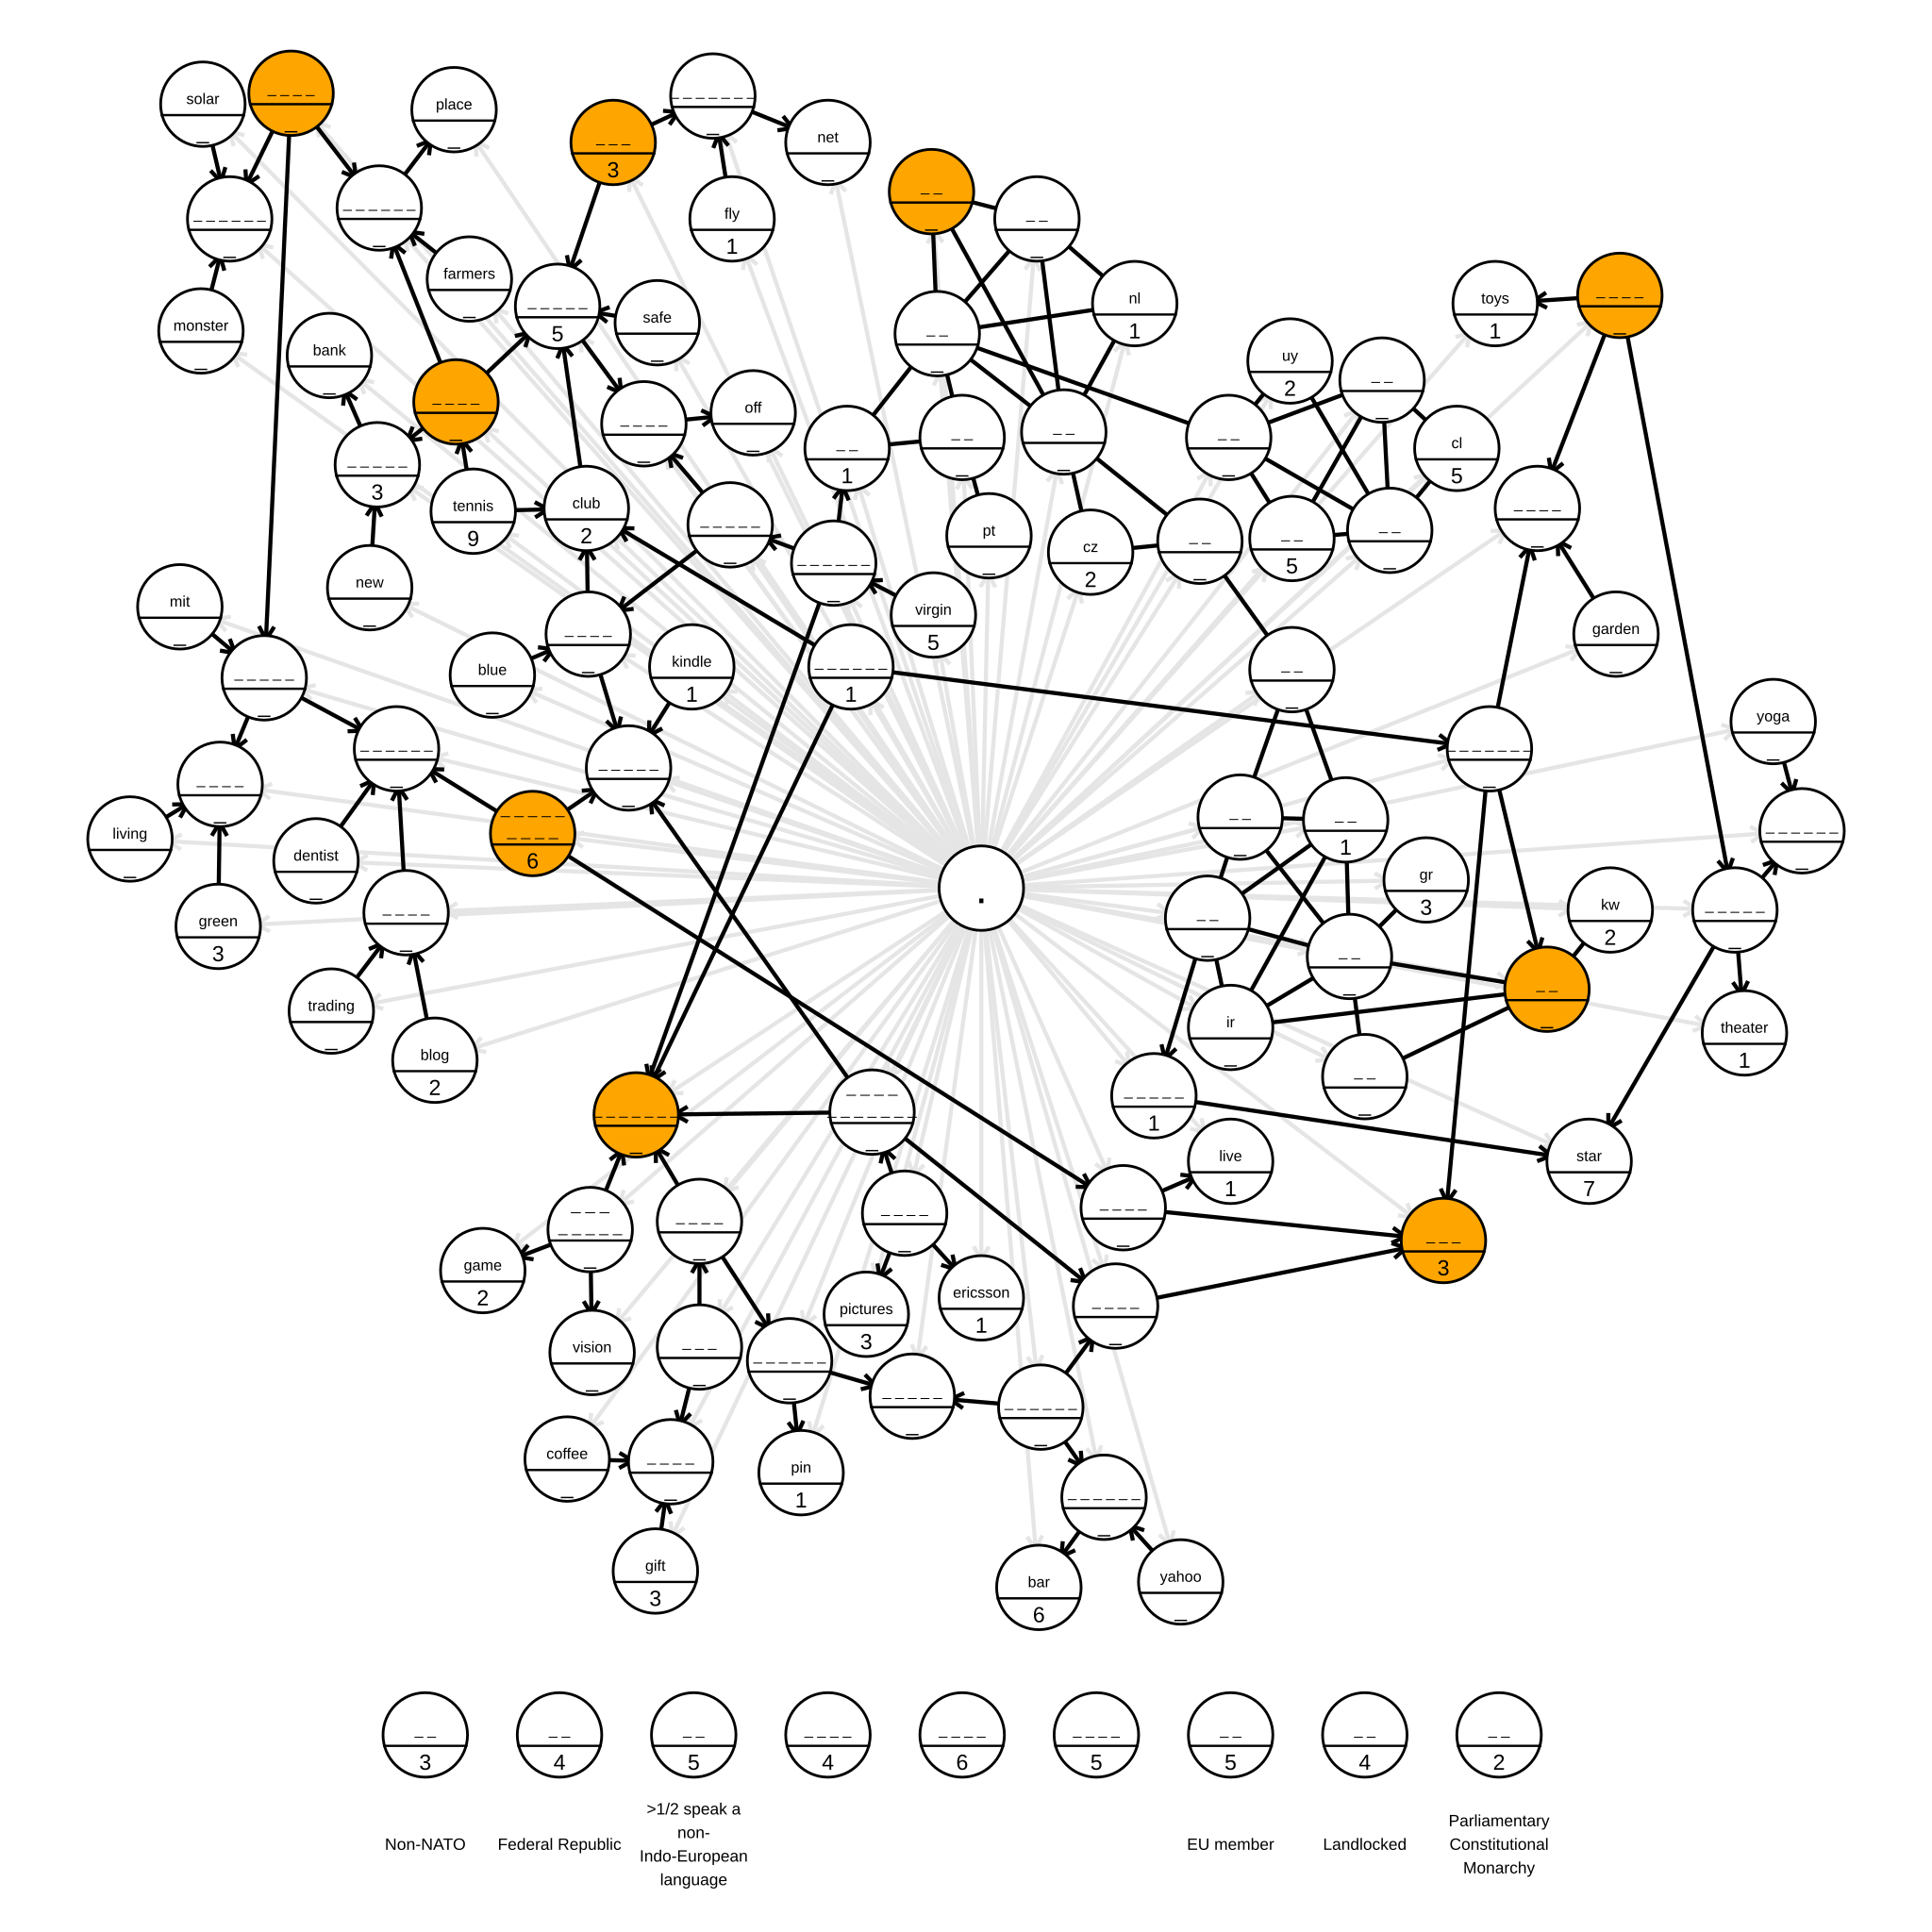 solar
_ _ _ _
_
place
_
_ _ _ _ _ _ _
_
_ _ _
3
net
_
_ _
_
_ _ _ _ _ _
_
_ _ _ _ _ _
_
fly
1
_ _
_
farmers
_
_ _ _ _ _
5
safe
_
nl
1
toys
1
_ _ _ _
_
monster
_
bank
_
_ _
_
uy
2
_ _
_
_ _ _ _
_
_ _ _ _
_
off
_
_ _
1
_ _
_
_ _
_
_ _
_
cl
5
_ _ _ _ _
3
tennis
9
club
2
_ _ _ _ _
_
pt
_
cz
2
_ _
_
_ _
5
_ _
_
_ _ _ _
_
new
_
_ _ _ _ _ _
_
mit
_
virgin
5
garden
_
_ _ _ _
_
blue
_
kindle
1
_ _ _ _ _ _
1
_ _
_
_ _ _ _ _
_
yoga
_
_ _ _ _ _ _
_
_ _ _ _ _
_
_ _ _ _ _ _ _
_
_ _ _ _
_
living
_
dentist
_
_ _ _ _ _
_ _ _ _
6
_ _
_
_ _
1
_ _ _ _ _ _
_
green
3
_ _ _ _
_
.
_ _
_
gr
3
kw
2
_ _ _ _ _
_
trading
_
_ _
_
_ _
_
ir
_
theater
1
blog
2
_ _ _ _ _ _ _
_
_ _ _ _
_ _ _ _ _ _ _
_
_ _ _ _ _
1
_ _
_
live
1
star
7
_ _ _
_ _ _ _ _
_
_ _ _ _
_
_ _ _ _
_
_ _ _ _
_
_ _ _
3
game
2
vision
_
_ _ _
_
_ _ _ _ _ _
_
pictures
3
ericsson
1
_ _ _ _
_
_ _ _ _ _
_
_ _ _ _ _ _
_
coffee
_
_ _ _ _
_
pin
1
_ _ _ _ _ _
_
gift
3
bar
6
yahoo
_
_ _
3
_ _
4
_ _
5
_ _ _ _
4
_ _ _ _
6
_ _ _ _
5
_ _
5
_ _
4
_ _
2
Non-NATO
Federal Republic
>1/2 speak a
non-
Indo-European
language
EU member
Landlocked
Parliamentary
Constitutional
Monarchy